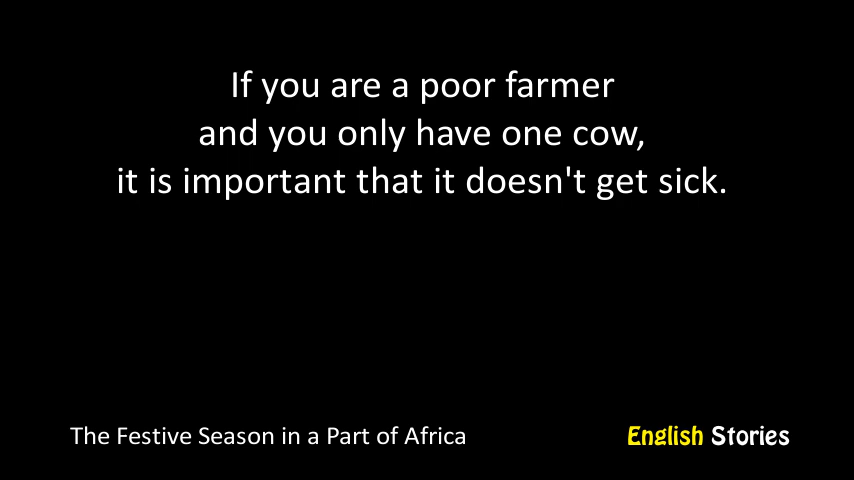 If you are a poor farmer
and you only have one cow,
it is important that it doesn't get sick.
The Festive Season in a Part of Africa
English Stories